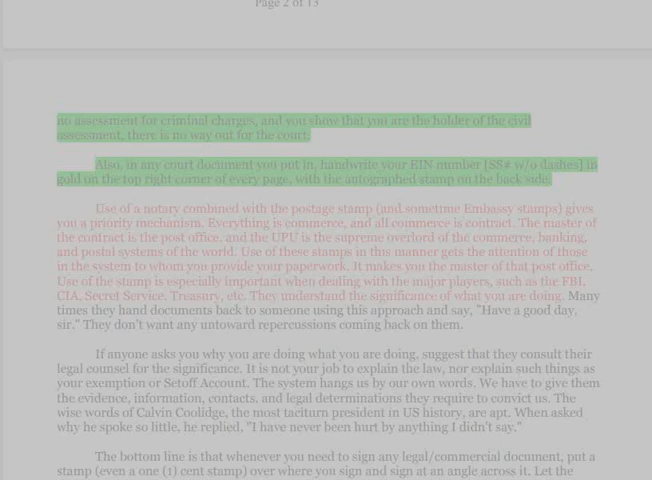 Page 2 of 13
no assessment for criminal charges, and you show that you are the holder of the civil
assessment, there is no way out for the court.
Also, in any court document you put in, handwrite your EIN number [SS# w/o dashes] in
gold on the top right corner of every page, with the autographed stamp on the back side.
Use of a notary combined with the postage stamp (and sometime Embassy stamps) gives
you a priority mechanism. Everything is commerce, and all commerce is contract. The master of
the contract is the post office, and the UPU is the supreme overlord of the commerce, banking,
and postal systems of the world. Use of these stamps in this manner gets the attention of those
in the system to whom you provide your paperwork. It makes you the master of that post office.
Use of the stamp is especially important when dealing with the major players, such as the FBI,
CIA, Secret Service, Treasury, etc. They understand the significance of what you are doing. Many
times they hand documents back to someone using this approach and say, "Have a good day,
sir." They don't want any untoward repercussions coming back on them.
If anyone asks you why you are doing what you are doing, suggest that they consult their
legal counsel for the significance. It is not your job to explain the law, nor explain such things as
your exemption or Setoff Account. The system hangs us by our own words. We have to give them
the evidence, information, contacts, and legal determinations they require to convict us. The
wise words of Calvin Coolidge, the most taciturn president in US history, are apt. When asked
why he spoke so little, he replied, "I have never been hurt by anything I didn't say."
The bottom line is that whenever you need to sign any legal/commercial document, put a
stamp (even a one (1) cent stamp) over where you sign and sign at an angle across it. Let the